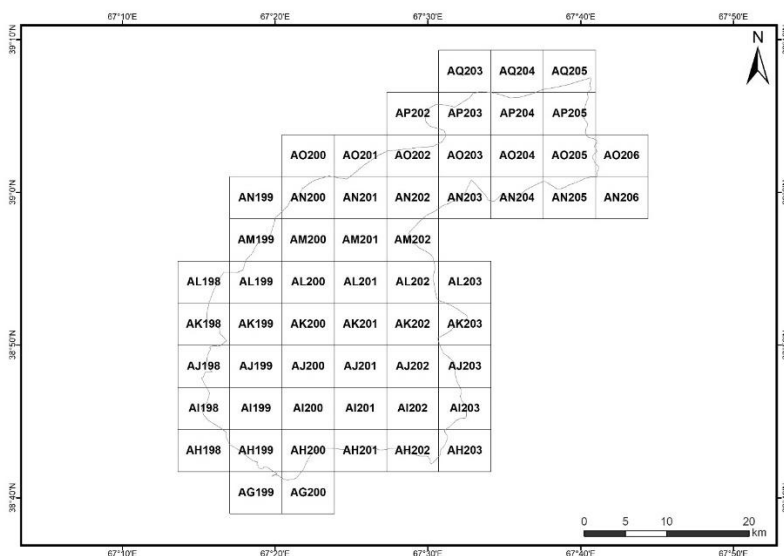 67°10'E 67°20'E 67°30'E 67°40'E 67°50'E
39°10'N
N
AQ203 AQ204 AQ205
AP202 AP203 AP204 AP205
AO200 AO201 AO202 AO203 AO204 AO205 AO206
39°0'N
AN199 AN200 AN201 AN202 AN203 AN204 AN205 AN206
AM199 AM200 AM201 AM202
AL198 AL199 AL200 AL201 AL202 AL203
AK198 AK199 AK200 AK201 AK202 AK203
38°50'N
AJ198 AJ199 AJ200 AJ201 AJ202 AJ203
AI198 AI199 AI200 AI201 AI202 AI203
AH198 AH199 AH200 AH201 AH202 AH203
38°40'N
AG199 AG200
0 5 10 20
km
67°10'E 67°20'E 67°30'E 67°40'E 67°50'E